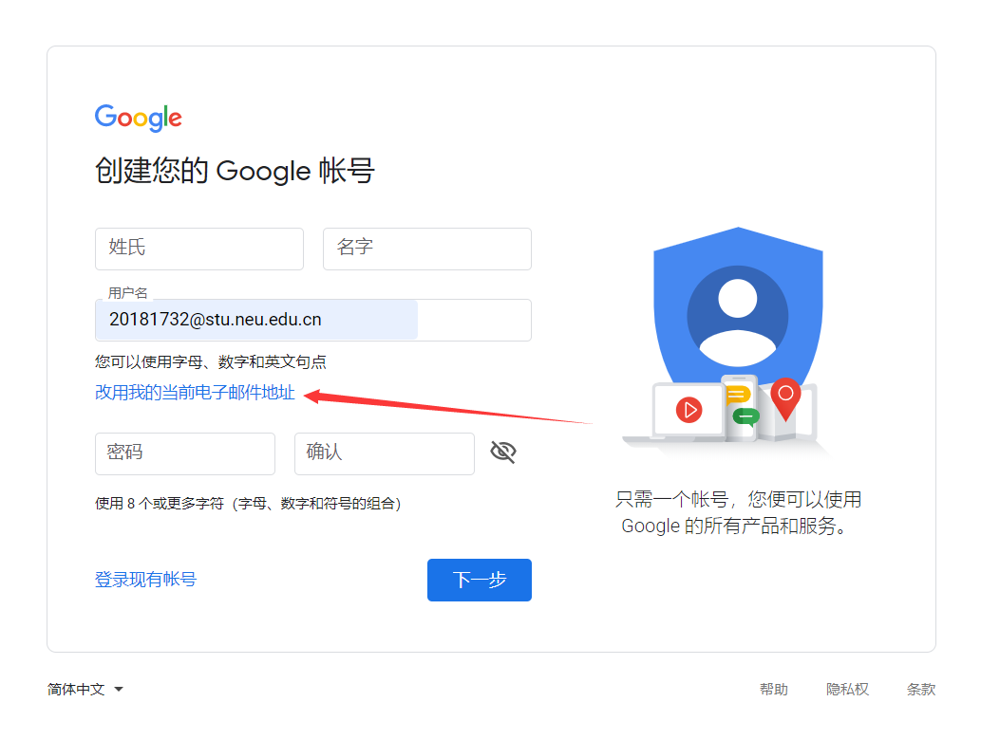 Google
创建您的 Google 帐号
姓氏
名字
用户名
20181732@stu.neu.edu.cn
您可以使用字母、数字和英文句点
改用我的当前电子邮件地址
密码
确认
使用 8 个或更多字符（字母、数字和符号的组合）
登录现有帐号
下一步
只需一个帐号，您便可以使用
Google 的所有产品和服务。
简体中文
帮助
隐私权
条款